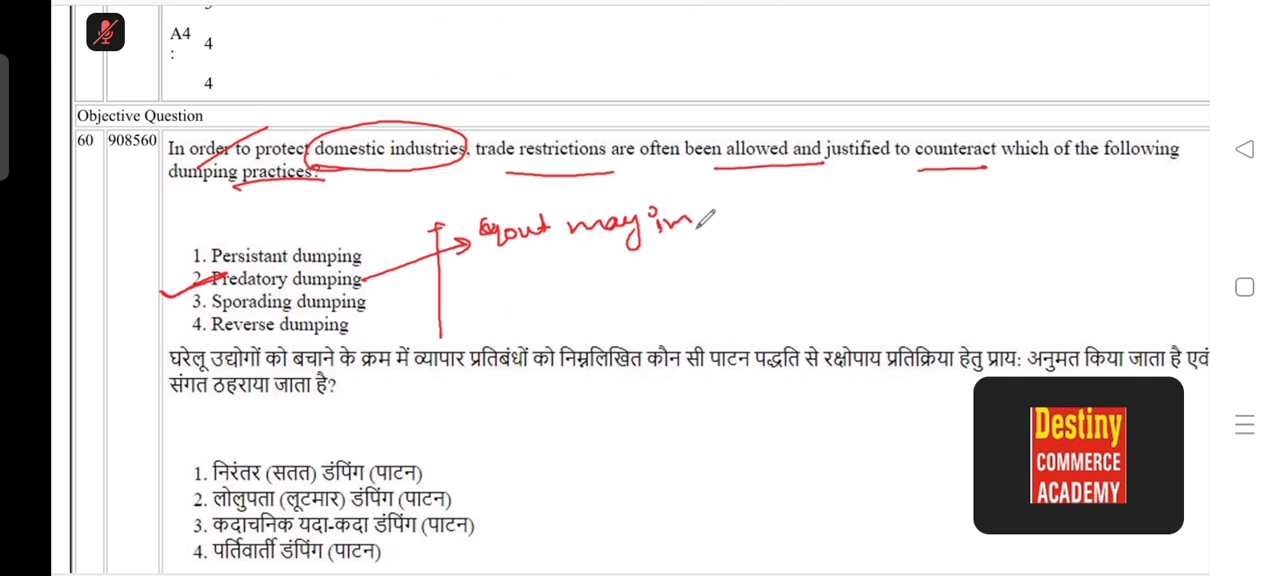 A4
:
4
4
Objective Question
60 908560 In order to protect domestic industries, trade restrictions are often been allowed and justified to counteract which of the following
dumping practices?
may im
1. Persistant dumping
2. Predatory dumping
3. Sporading dumping
4. Reverse dumping
घरेलू उद्योगों को बचाने के क्रम में व्यापार प्रतिबंधों को निम्नलिखित कौन सी पाटन पद्धति से रक्षोपाय प्रतिक्रिया हेतु प्राय: अनुमत किया जाता है एवं
संगत ठहराया जाता है?
1. निरंतर (सतत) डंपिंग (पाटन)
2. लोलुपता (लूटमार) डंपिंग (पाटन)
3. कदाचनिक यदा-कदा डंपिंग (पाटन)
4. पर्तिवार्ती डंपिंग (पाटन)
Destiny
COMMERCE
ACADEMY